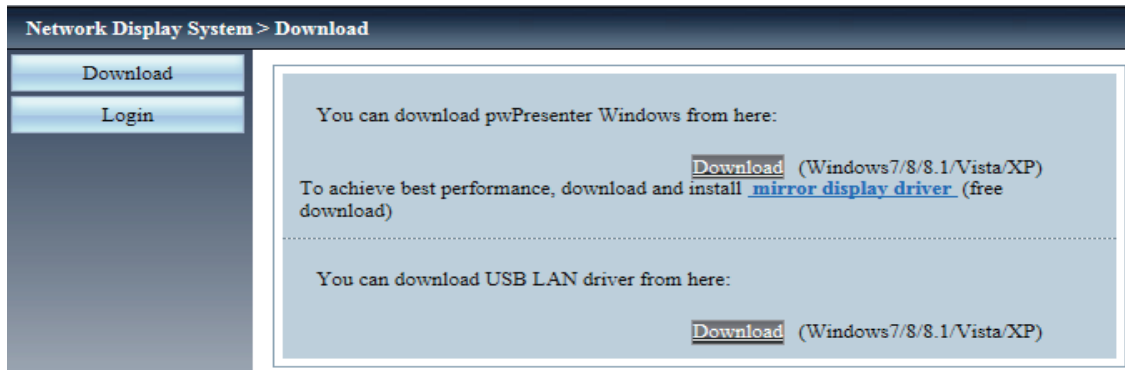 Network Display System > Download
Download
Login
You can download pwPresenter Windows from here:
Download (Windows7/8/8.1/Vista/XP)
To achieve best performance, download and install mirror display driver (free
download)
You can download USB LAN driver from here:
Download (Windows7/8/8.1/Vista/XP)